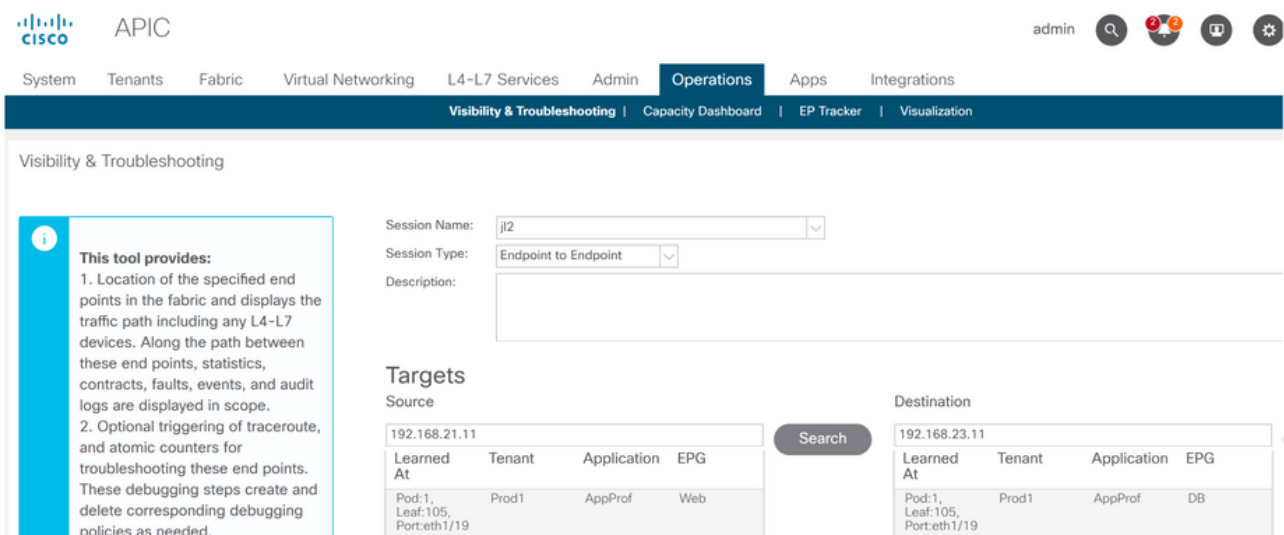 CISCO
APIC
admin
2 2
System Tenants Fabric Virtual Networking L4-L7 Services Admin Operations Apps Integrations
Visibility & Troubleshooting | Capacity Dashboard | EP Tracker | Visualization
Visibility & Troubleshooting
i
This tool provides:
1. Location of the specified end
points in the fabric and displays the
traffic path including any L4-L7
devices. Along the path between
these end points, statistics,
contracts, faults, events, and audit
logs are displayed in scope.
2. Optional triggering of traceroute,
and atomic counters for
troubleshooting these end points.
These debugging steps create and
delete corresponding debugging
policies as needed.
Session Name: jl2
Session Type: Endpoint to Endpoint
Description:
Targets
Source
192.168.21.11
Search
Learned Tenant Application EPG
At
Pod:1, Prod1 AppProf Web
Leaf:105,
Port:eth1/19
Destination
192.168.23.11
Learned Tenant Application EPG
At
Pod:1, Prod1 AppProf DB
Leaf:105,
Port:eth1/19